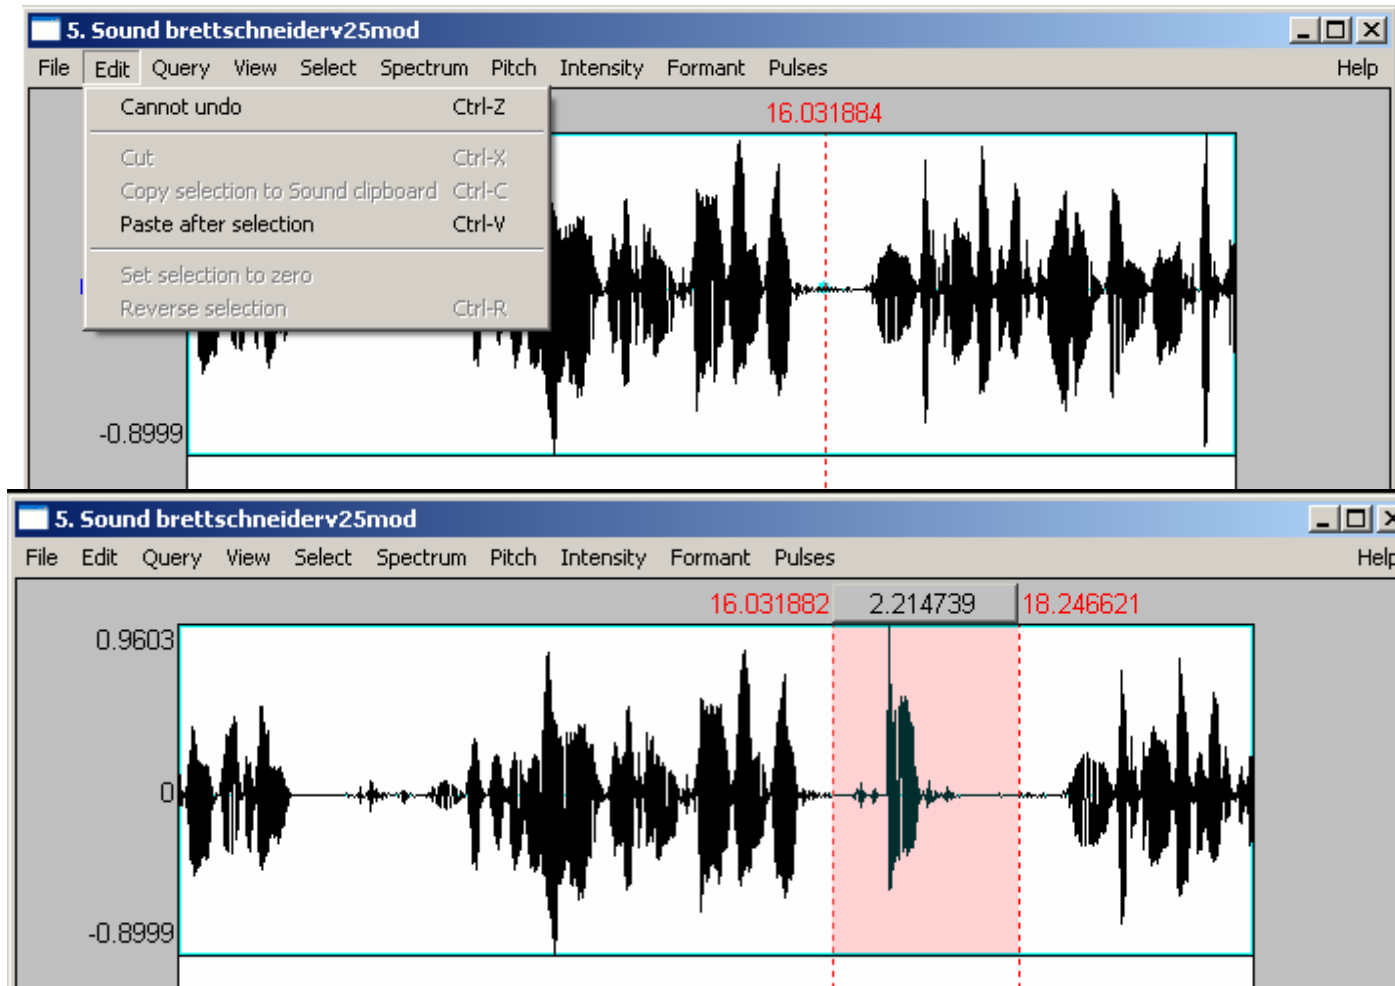 5. Sound brettschneiderv25mod
File Edit Query View Select Spectrum Pitch Intensity Formant Pulses Help
Cannot undo Ctrl-Z
16.031884
Cut Ctrl-X
Copy selection to Sound clipboard Ctrl-C
Paste after selection Ctrl-V
Set selection to zero
Reverse selection Ctrl-R
-0.8999
5. Sound brettschneiderv25mod
File Edit Query View Select Spectrum Pitch Intensity Formant Pulses Help
16.031882 2.214739 18.246621
0.9603
0
-0.8999